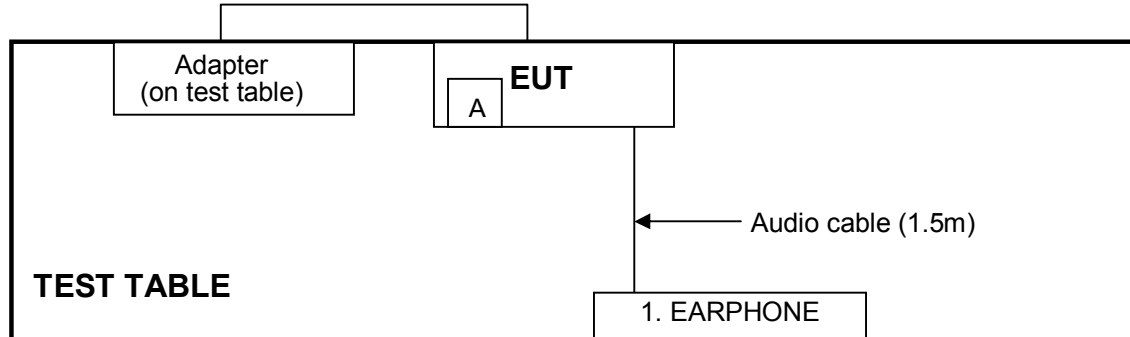 Adapter
(on test table)
EUT
A
Audio cable (1.5m)
TEST TABLE
1. EARPHONE